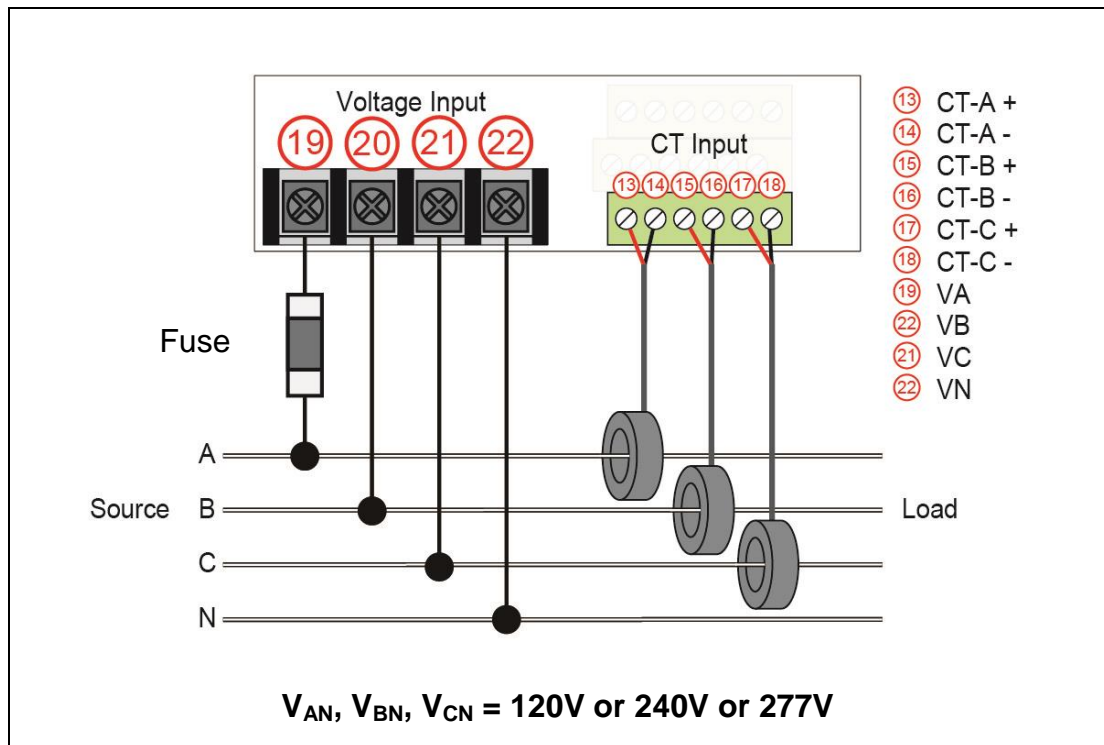 Voltage Input
19 20 21 22
CT Input
13 14 15 16 17 18
13 CT-A +
14 CT-A -
15 CT-B +
16 CT-B -
17 CT-C +
18 CT-C -
19 VA
22 VB
21 VC
22 VN
Fuse
A
Source B Load
C
N
VAN, VBN, VCN = 120V or 240V or 277V